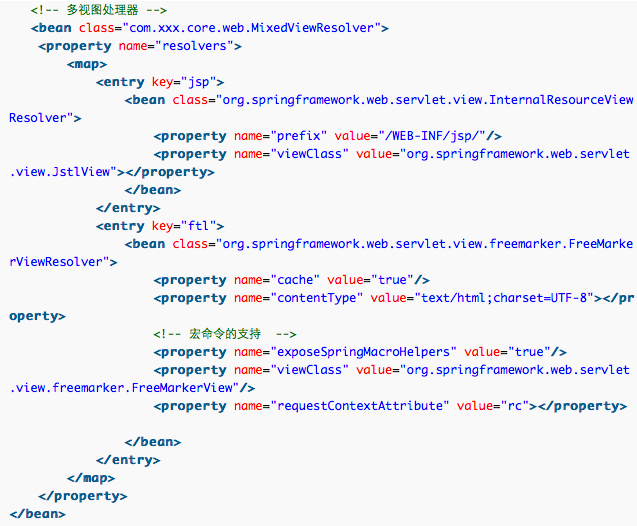 <!-- 多视图处理器 -->
<bean class="com.xxx.core.web.MixedViewResolver">
<property name="resolvers">
<map>
<entry key="jsp">
<bean class="org.springframework.web.servlet.view.InternalResourceView
Resolver">
<property name="prefix" value="/WEB-INF/jsp/"/>
<property name="viewClass" value="org.springframework.web.servlet
.view.JstlView"></property>
</bean>
</entry>
<entry key="ftl">
<bean class="org.springframework.web.servlet.view.freemarker.FreeMarke
rViewResolver">
<property name="cache" value="true"/>
<property name="contentType" value="text/html;charset=UTF-8"></pr
operty>
<!-- 宏命令的支持  -->
<property name="exposeSpringMacroHelpers" value="true"/>
<property name="viewClass" value="org.springframework.web.servlet
.view.freemarker.FreeMarkerView"/>
<property name="requestContextAttribute" value="rc"></property>
</bean>
</entry>
</map>
</property>
</bean>